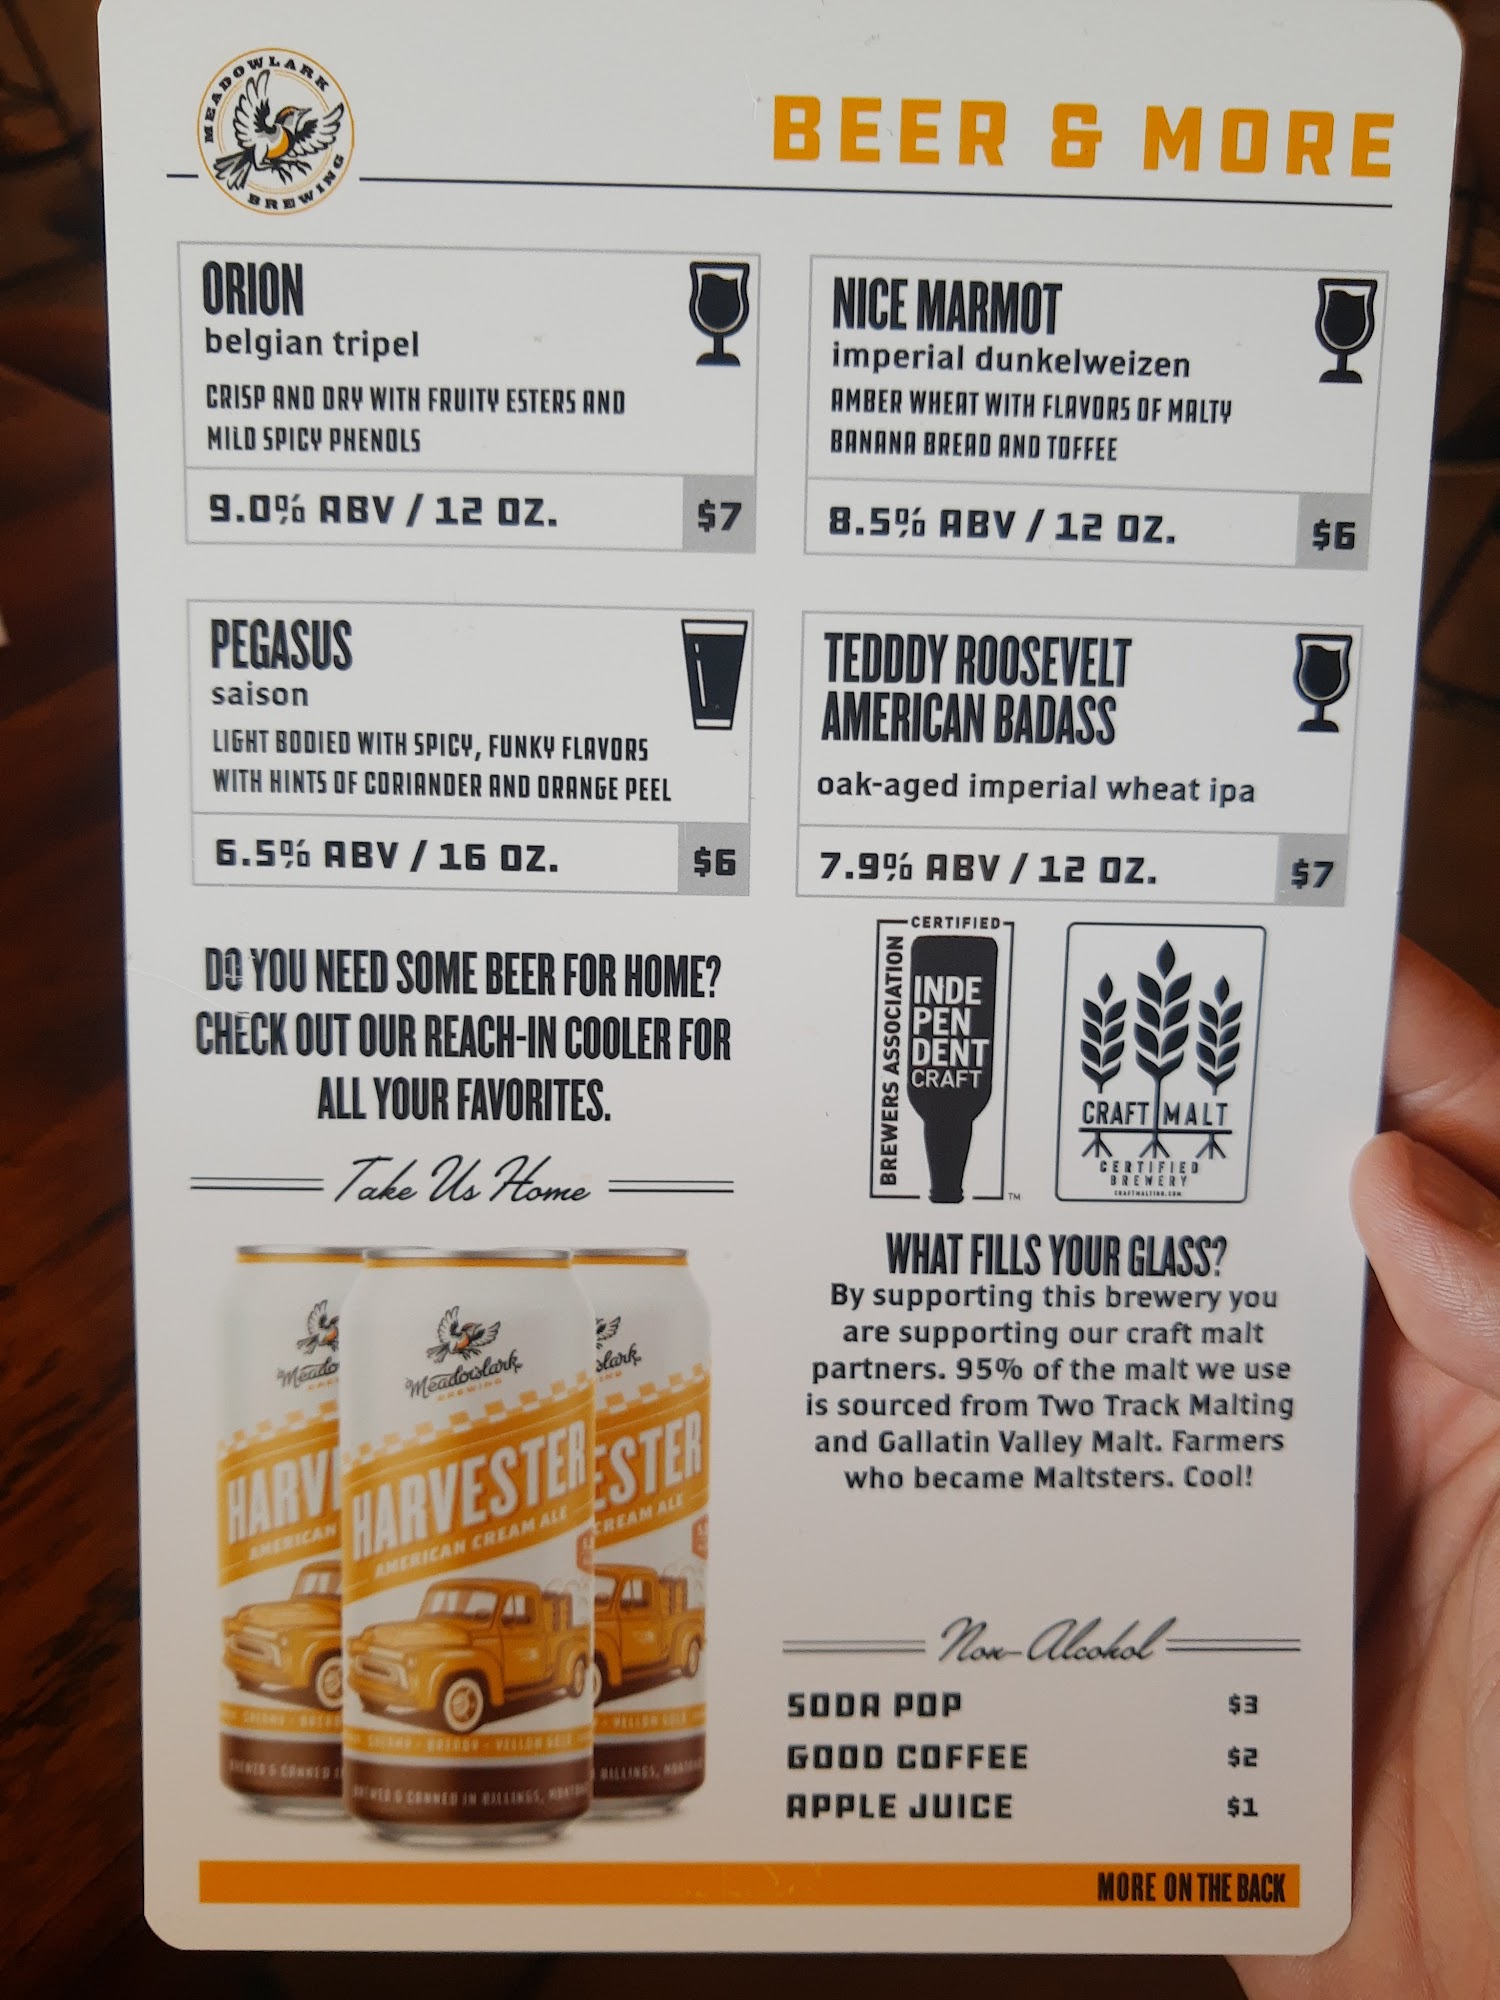 MEADOWLARK
BREWING
BEER & MORE
ORION
belgian tripel
CRISP AND DRY WITH FRUITY ESTERS AND
MILD SPICY PHENOLS
9.0% ABV / 12 OZ.
$7
NICE MARMOT
imperial dunkelweizen
AMBER WHEAT WITH FLAVORS OF MALTY
BANANA BREAD AND TOFFEE
8.5% ABV / 12 OZ.
$6
PEGASUS
saison
LIGHT BODIED WITH SPICY, FUNKY FLAVORS
WITH HINTS OF CORIANDER AND ORANGE PEEL
6.5% ABV / 16 OZ.
$6
TEDDDY ROOSEVELT
AMERICAN BADASS
oak-aged imperial wheat ipa
7.9% ABV / 12 OZ.
$7
DO YOU NEED SOME BEER FOR HOME?
CHECK OUT OUR REACH-IN COOLER FOR
ALL YOUR FAVORITES.
Take Us Home
Meadowlark
BREWING
HARVESTER
AMERICAN CREAM ALE
BREWED & CANNED IN BILLINGS,
CERTIFIED
BREWERS ASSOCIATION
INDE
PEN
DENT
CRAFT
TM
CRAFT MALT
CERTIFIED
BREWERY
CRAFTMALTING.COM
WHAT FILLS YOUR GLASS?
By supporting this brewery you
are supporting our craft malt
partners. 95% of the malt we use
is sourced from Two Track Malting
and Gallatin Valley Malt. Farmers
who became Maltsters. Cool!
Non-Alcohol
SODA POP $3
GOOD COFFEE $2
APPLE JUICE $1
MORE ON THE BACK